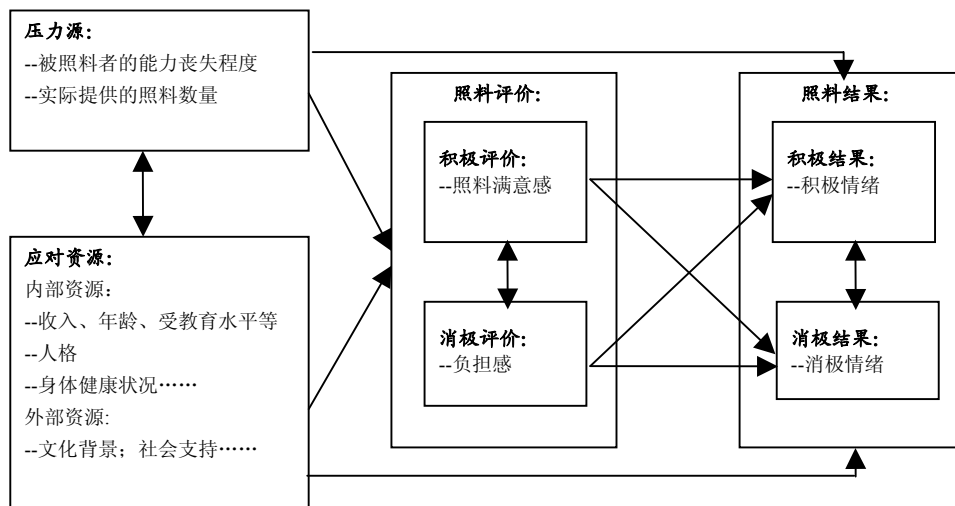 压力源：
--被照料者的能力丧失程度
--实际提供的照料数量
应对资源：
内部资源：
--收入、年龄、受教育水平等
--人格
--身体健康状况……
外部资源:
--文化背景；社会支持……
照料评价：
积极评价：
--照料满意感
消极评价：
--负担感
照料结果：
积极结果：
--积极情绪
消极结果：
--消极情绪